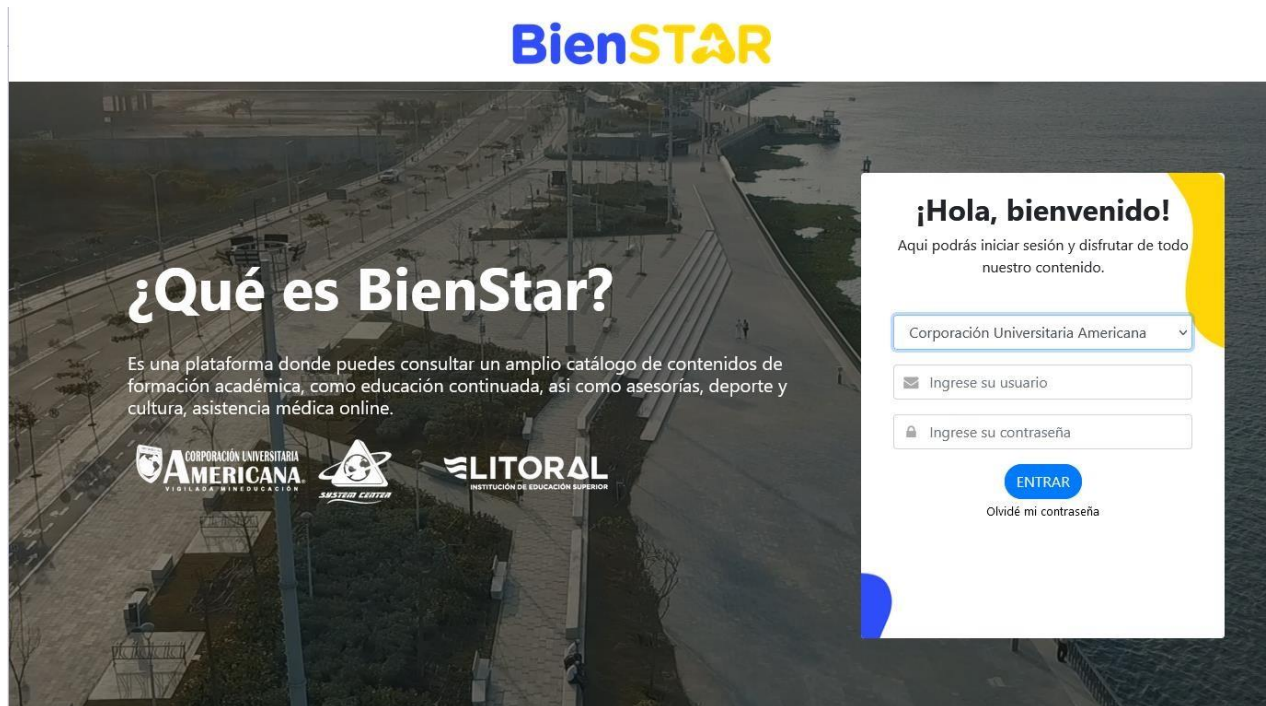 BienSTAR
¿Qué es BienStar?
Es una plataforma donde puedes consultar un amplio catálogo de contenidos de
formación académica, como educación continuada, asi como asesorías, deporte y
cultura, asistencia médica online.
CORPORACIÓN UNIVERSITARIA
AMERICANA
VIGILADA MINEDUCACIÓN
SYSTEM CENTER
LITORAL
INSTITUCIÓN DE EDUCACIÓN SUPERIOR
¡Hola, bienvenido!
Aqui podrás iniciar sesión y disfrutar de todo
nuestro contenido.
Corporación Universitaria Americana
Ingrese su usuario
Ingrese su contraseña
ENTRAR
Olvidé mi contraseña